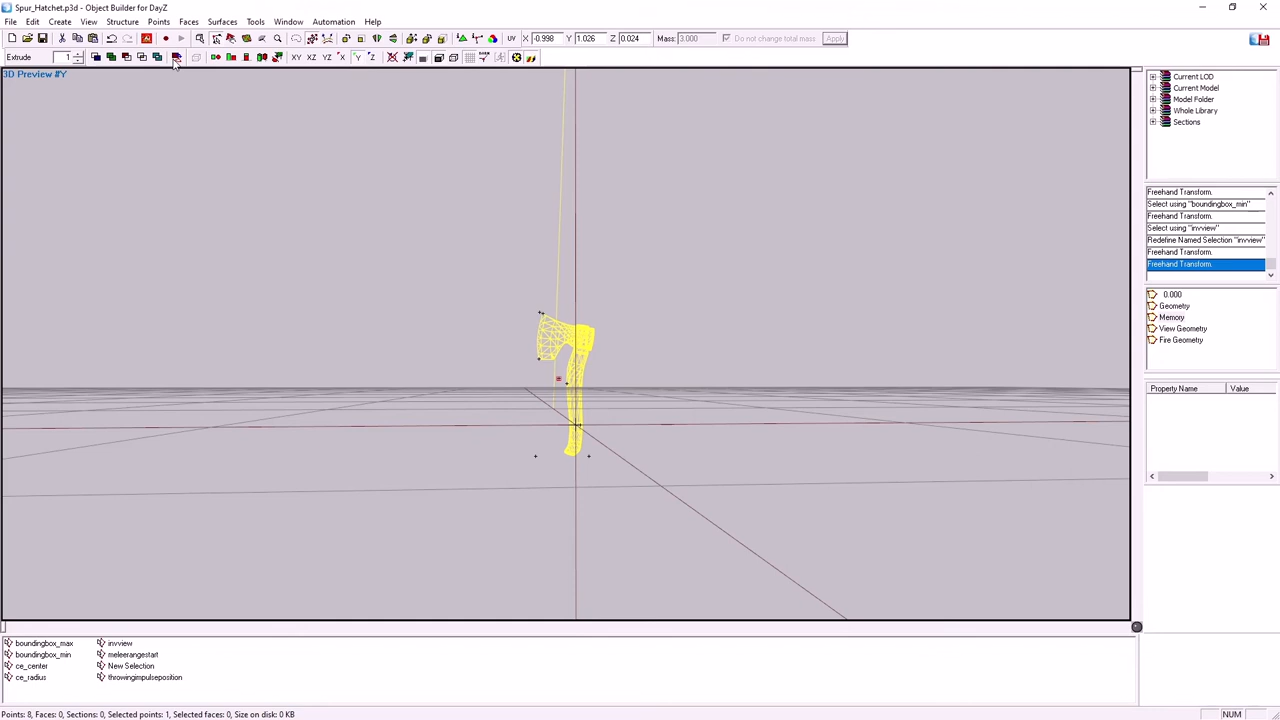 Spur_Hatchet.p3d - Object Builder for DayZ
File Edit Create View Structure Points Faces Surfaces Tools Window Automation Help
UV X -0.998 Y 1.026 Z 0.024 Mass: 3.000 Do not change total mass Apply
Extrude 1 XY XZ YZ X Y Z
3D Preview #Y
Current LOD
Current Model
Model Folder
Whole Library
Sections
Freehand Transform.
Select using "boundingbox_min"
Freehand Transform.
Select using "invview"
Redefine Named Selection "invview"
Freehand Transform.
Freehand Transform.
0.000
Geometry
Memory
View Geometry
Fire Geometry
Property Name Value
boundingbox_max invview
boundingbox_min meleerangestart
ce_center New Selection
ce_radius throwingimpulseposition
Points: 8, Faces: 0, Sections: 0, Selected points: 1, Selected faces: 0, Size on disk: 0 KB
NUM